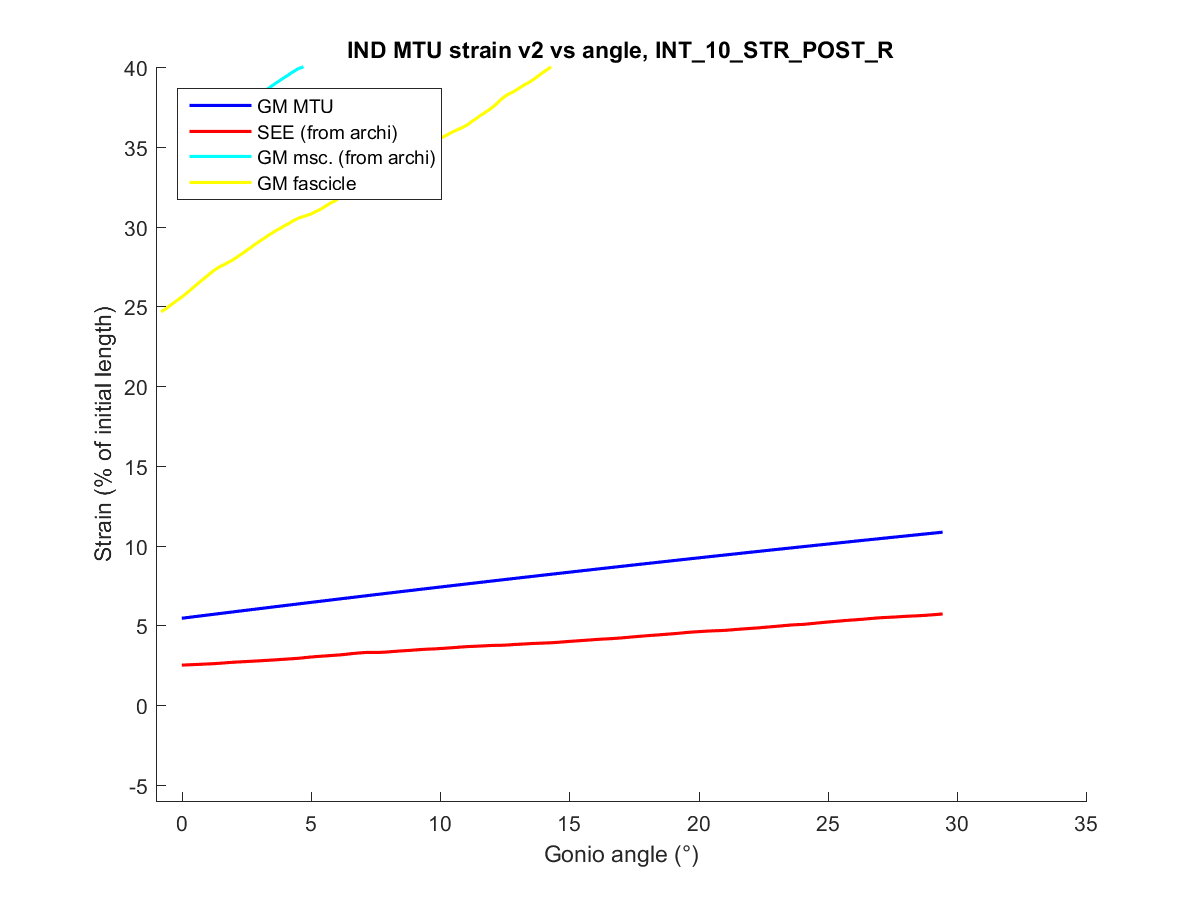 IND MTU strain v2 vs angle, INT_10_STR_POST_R
40
35
30
25
20
15
10
5
0
-5
Strain (% of initial length)
GM MTU
SEE (from archi)
GM msc. (from archi)
GM fascicle
0 5 10 15 20 25 30 35
Gonio angle (°)